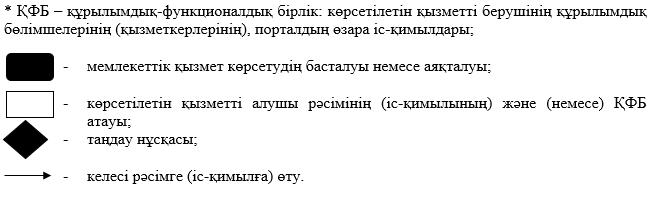 * ҚФБ – құрылымдық-функционалдық бірлік: көрсетілетін қызметті берушінің құрылымдық
бөлімшелерінің (қызметкерлерінің), порталдың өзара іс-қимылдары;
- мемлекеттік қызмет көрсетудің басталуы немесе аяқталуы;
- көрсетілетін қызметті алушы рәсімінің (іс-қимылының) және (немесе) ҚФБ
атауы;
- таңдау нұсқасы;
- келесі рәсімге (іс-қимылға) өту.